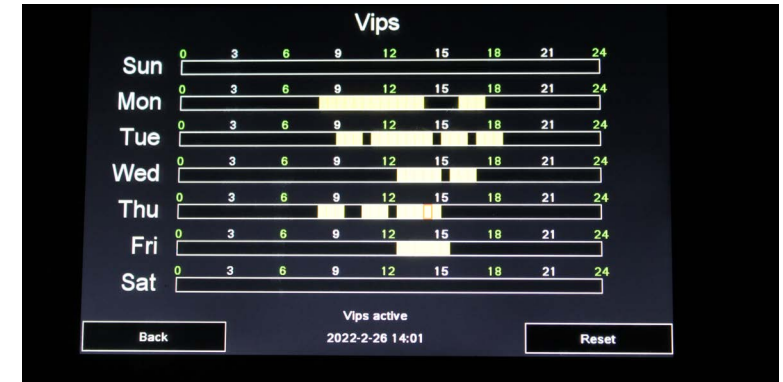 Vips
0 3 6 9 12 15 18 21 24
Sun
0 3 6 9 12 15 18 21 24
Mon
0 3 6 9 12 15 18 21 24
Tue
0 3 6 9 12 15 18 21 24
Wed
0 3 6 9 12 15 18 21 24
Thu
0 3 6 9 12 15 18 21 24
Fri
0 3 6 9 12 15 18 21 24
Sat
Vips active
Back 2022-2-26 14:01 Reset